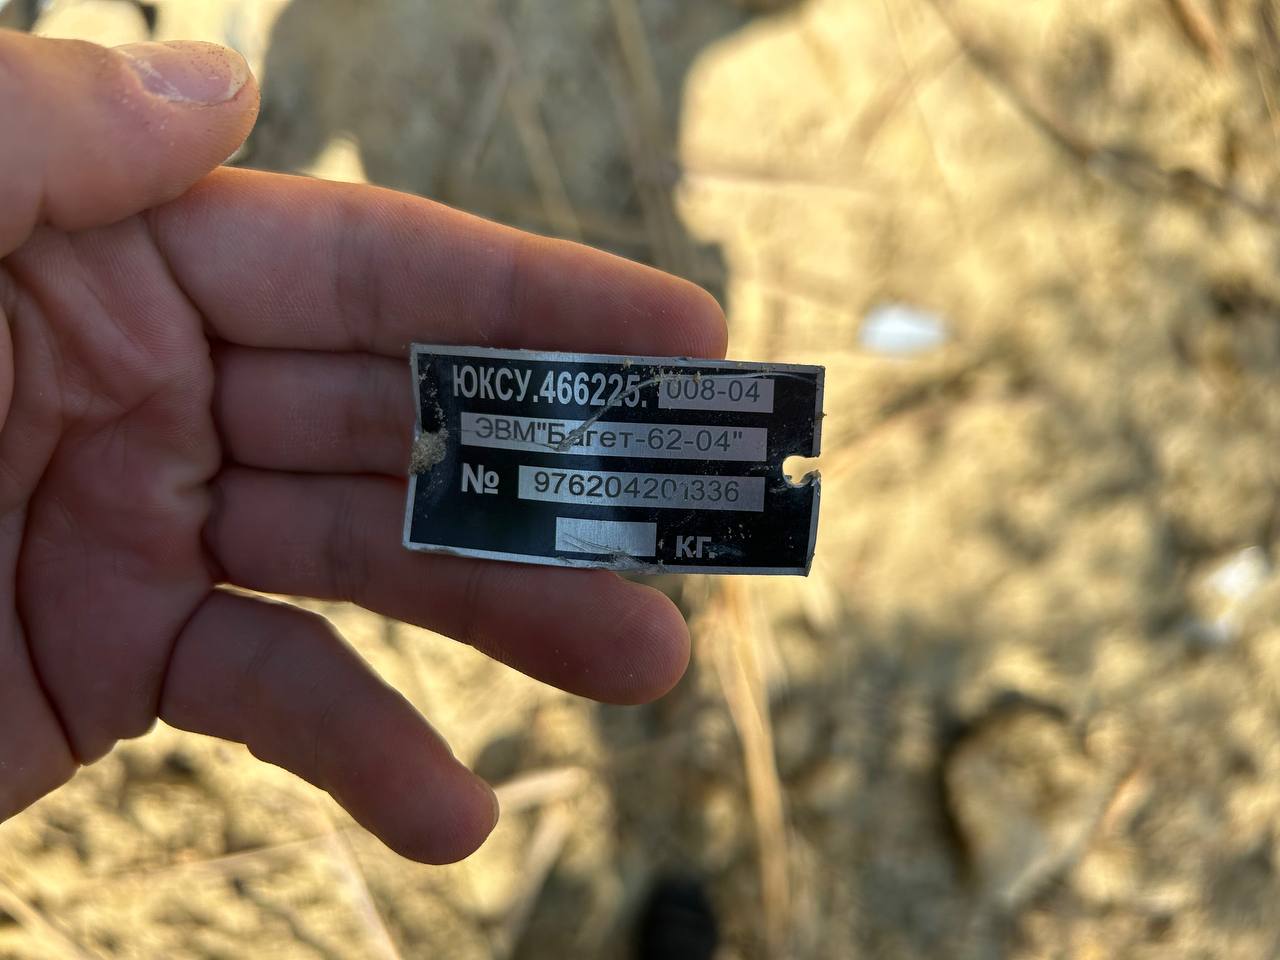 ЮКСУ.466225. 008-04
ЭВМ"Багет-62-04"
№ 976204201336
кг.